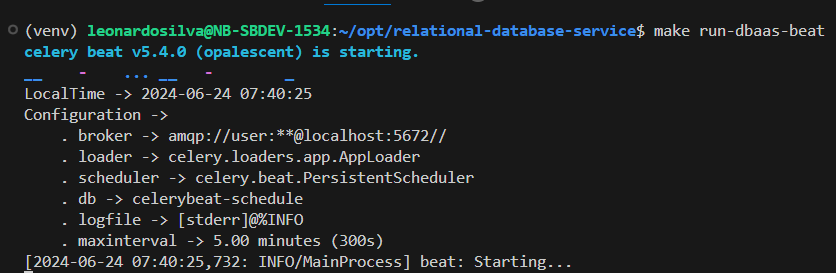 (venv) leonardosilva@NB-SBDEV-1534:~/opt/relational-database-service$ make run-dbaas-beat
celery beat v5.4.0 (opalescent) is starting.
__    -    ... __   -        _
LocalTime -> 2024-06-24 07:40:25
Configuration ->
    . broker -> amqp://user:**@localhost:5672//
    . loader -> celery.loaders.app.AppLoader
    . scheduler -> celery.beat.PersistentScheduler
    . db -> celerybeat-schedule
    . logfile -> [stderr]@%INFO
    . maxinterval -> 5.00 minutes (300s)
[2024-06-24 07:40:25,732: INFO/MainProcess] beat: Starting...